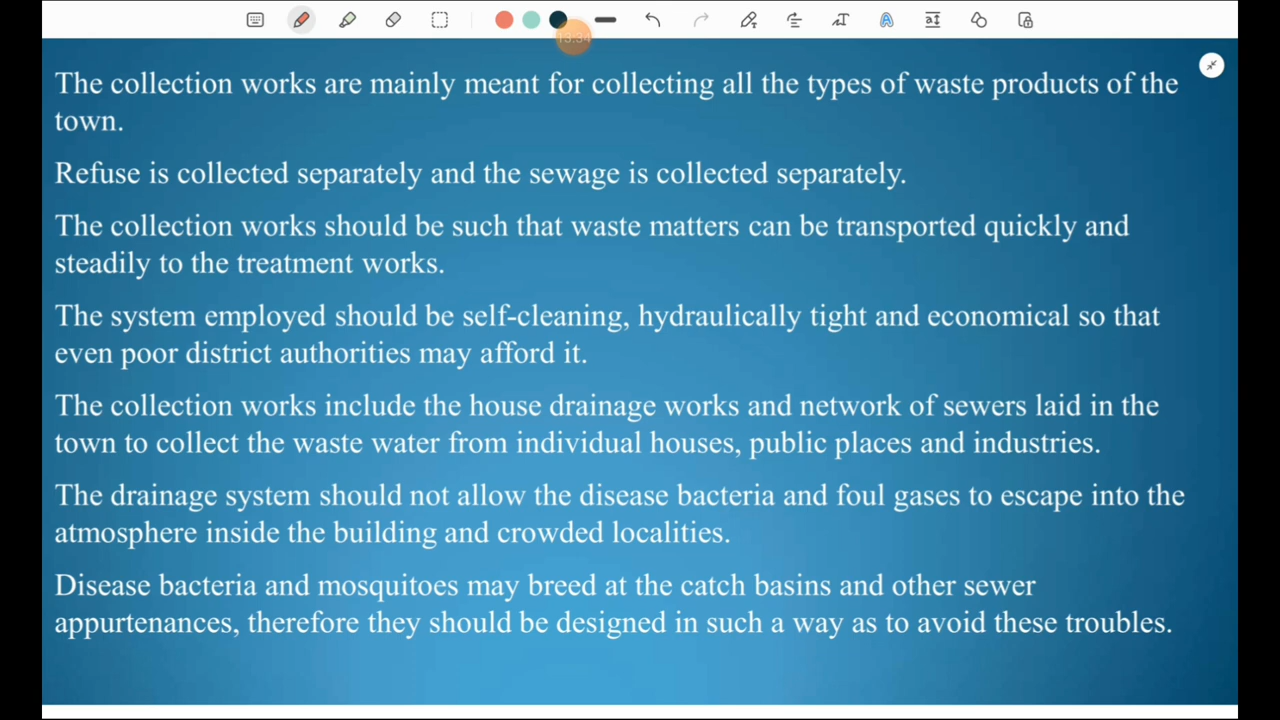 13:34
The collection works are mainly meant for collecting all the types of waste products of the
town.
Refuse is collected separately and the sewage is collected separately.
The collection works should be such that waste matters can be transported quickly and
steadily to the treatment works.
The system employed should be self-cleaning, hydraulically tight and economical so that
even poor district authorities may afford it.
The collection works include the house drainage works and network of sewers laid in the
town to collect the waste water from individual houses, public places and industries.
The drainage system should not allow the disease bacteria and foul gases to escape into the
atmosphere inside the building and crowded localities.
Disease bacteria and mosquitoes may breed at the catch basins and other sewer
appurtenances, therefore they should be designed in such a way as to avoid these troubles.